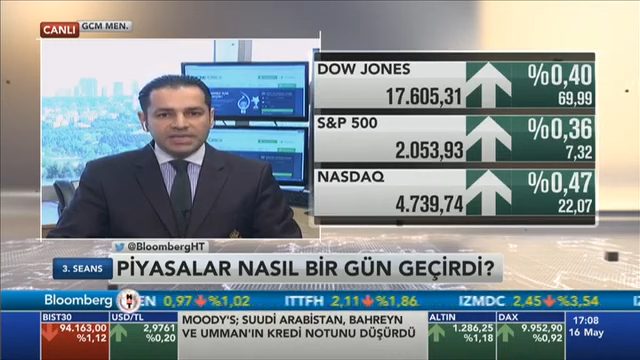 CANLI
GCM MEN.
DOW JONES
17.605,31
%0,40
69,99
S&P 500
2.053,93
%0,36
7,32
NASDAQ
4.739,74
%0,47
22,07
@BloombergHT
3. SEANS
PİYASALAR NASIL BİR GÜN GEÇİRDİ?
Bloomberg HT
EN 0,97 %1,02 ITTFH 2,11 %1,86 IZMDC 2,45 %3,54
BIST30
94.163,00
%1,12
USD/TL
2,9761
%0,20
MOODY'S; SUUDİ ARABİSTAN, BAHREYN
VE UMMAN'IN KREDİ NOTUNU DÜŞÜRDÜ
ALTIN
1.286,25
%1,18
DAX
9.952,90
%0,92
17:08
16 May